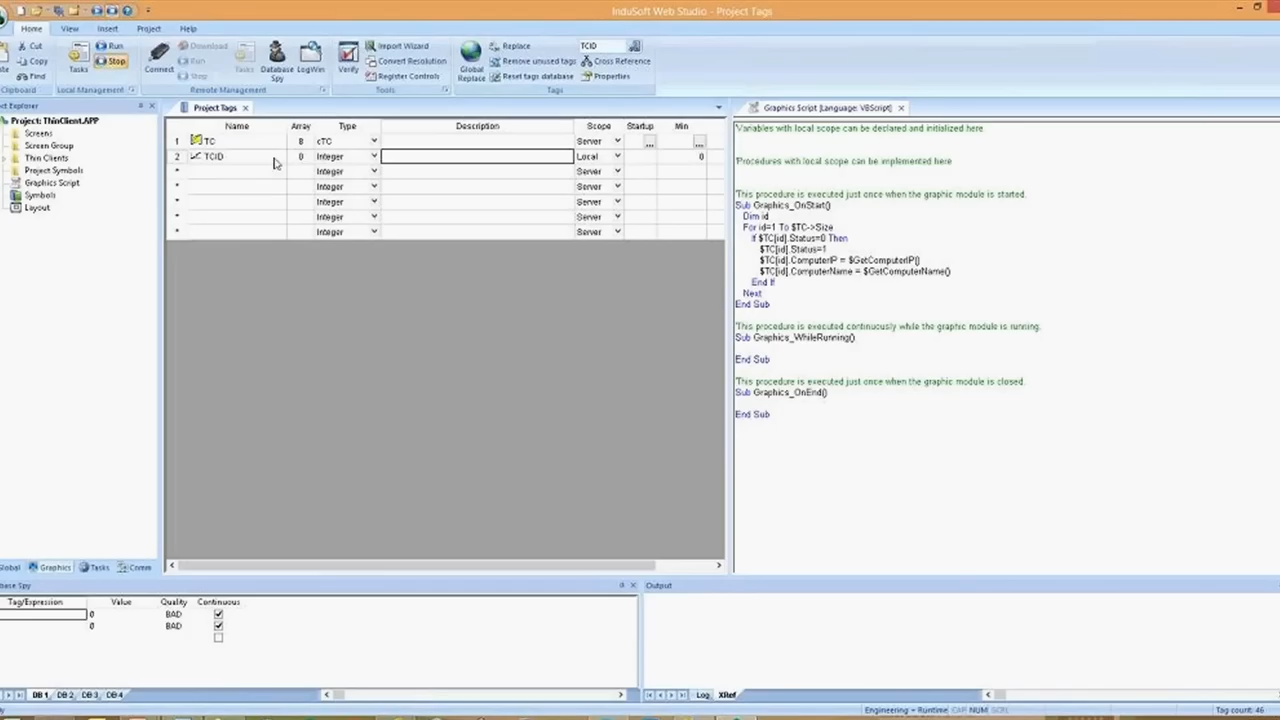 InduSoft Web Studio - Project Tags
Home View Insert Project Help
Cut
Copy
Find
Clipboard
Tasks
Run
Stop
Local Management
Connect
Download
Run
Stop
Tasks
Database Spy
LogWin
Remote Management
Verify
Import Wizard
Convert Resolution
Register Controls
Tools
Global Replace
Replace
Remove unused tags
Reset tags database
TCID
Cross Reference
Properties
Tags
ct Explorer
Project: ThinClient.APP
Screens
Screen Group
Thin Clients
Project Symbols
Graphics Script
Symbols
Layout
Global Graphics Tasks Comm
Project Tags
Name Array Type Description Scope Startup Min
1 TC 8 cTC Server ... ...
2 TCID 0 Integer Local 0
* Integer Server
* Integer Server
* Integer Server
* Integer Server
* Integer Server
Graphics Script [Language: VBScript]
'Variables with local scope can be declared and initialized here
'Procedures with local scope can be implemented here
'This procedure is executed just once when the graphic module is started.
Sub Graphics_OnStart()
Dim id
For id=1 To $TC->Size
If $TC[id].Status=0 Then
$TC[id].Status=1
$TC[id].ComputerIP = $GetComputerIP()
$TC[id].ComputerName = $GetComputerName()
End If
Next
End Sub
'This procedure is executed continuously while the graphic module is running.
Sub Graphics_WhileRunning()
End Sub
'This procedure is executed just once when the graphic module is closed.
Sub Graphics_OnEnd()
End Sub
base Spy
Tag/Expression Value Quality Continuous
0 BAD
0 BAD
DB 1 DB 2 DB 3 DB 4
Output
Log XRef
Engineering + Runtime CAP NUM SCRL Tag count: 46